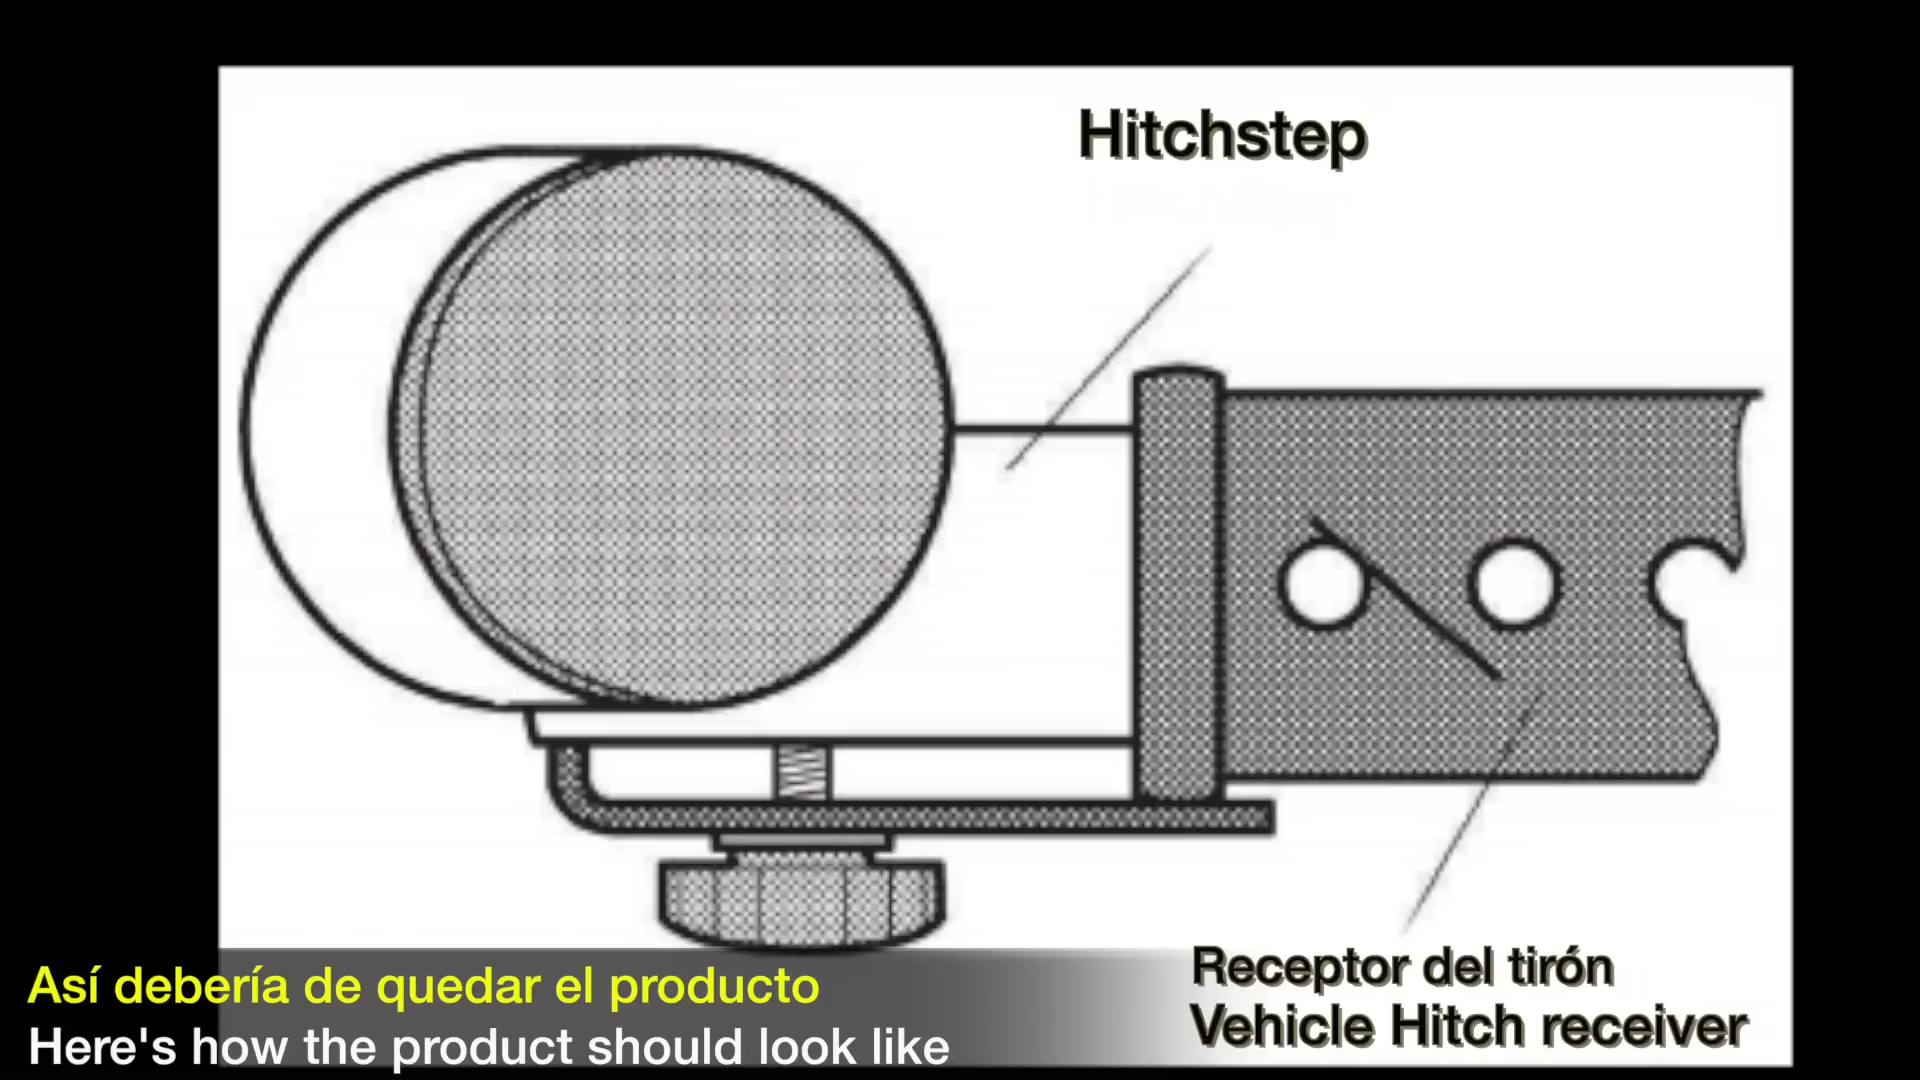 Hitchstep
Receptor del tirón
Vehicle Hitch receiver
Así debería de quedar el producto
Here's how the product should look like